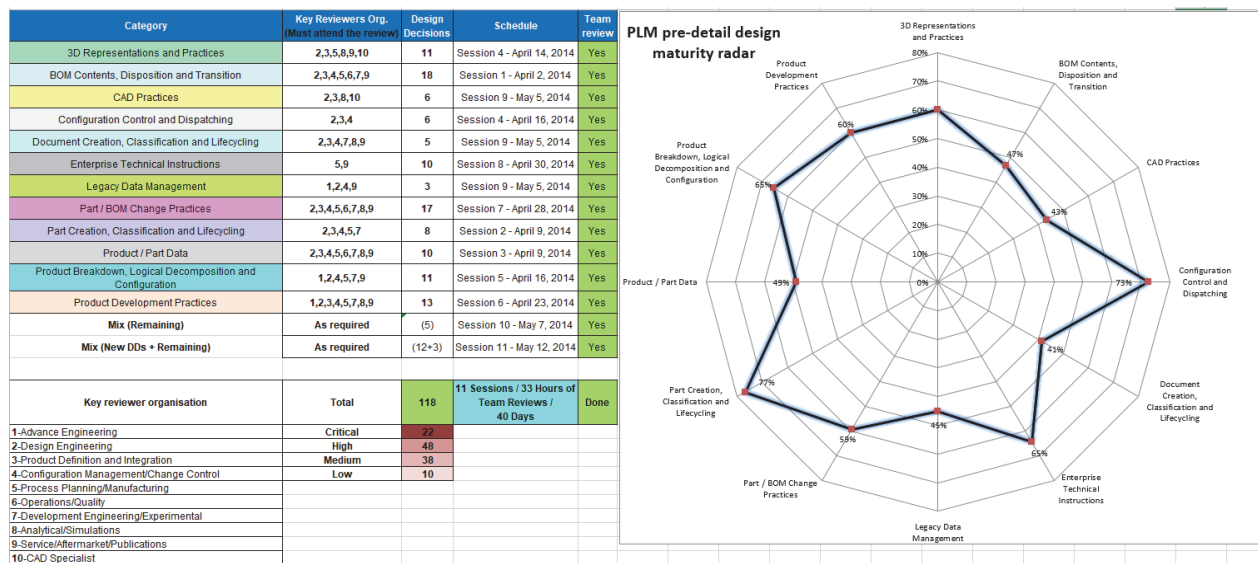 Category
Key Reviewers Org.
(Must attend the review)
Design
Decisions
Schedule
Team
review
3D Representations and Practices 2,3,5,8,9,10 11 Session 4 - April 14, 2014 Yes
BOM Contents, Disposition and Transition 2,3,4,5,6,7,9 18 Session 1 - April 2, 2014 Yes
CAD Practices 2,3,8,10 6 Session 9 - May 5, 2014 Yes
Configuration Control and Dispatching 2,3,4 6 Session 4 - April 16, 2014 Yes
Document Creation, Classification and Lifecycling 2,3,4,7,8,9 5 Session 9 - May 5, 2014 Yes
Enterprise Technical Instructions 5,9 10 Session 8 - April 30, 2014 Yes
Legacy Data Management 1,2,4,9 3 Session 9 - May 5, 2014 Yes
Part / BOM Change Practices 2,3,4,5,6,7,8,9 17 Session 7 - April 28, 2014 Yes
Part Creation, Classification and Lifecycling 2,3,4,5,7 8 Session 2 - April 9, 2014 Yes
Product / Part Data 2,3,4,5,6,7,8,9 10 Session 3 - April 9, 2014 Yes
Product Breakdown, Logical Decomposition and
Configuration
1,2,4,5,7,9 11 Session 5 - April 16, 2014 Yes
Product Development Practices 1,2,3,4,5,7,8,9 13 Session 6 - April 23, 2014 Yes
Mix (Remaining) As required (5) Session 10 - May 7, 2014 Yes
Mix (New DDs + Remaining) As required (12+3) Session 11 - May 12, 2014 Yes
Key reviewer organisation Total 118
11 Sessions / 33 Hours of
Team Reviews /
40 Days
Done
1-Advance Engineering Critical 22
2-Design Engineering High 48
3-Product Definition and Integration Medium 38
4-Configuration Management/Change Control Low 10
5-Process Planning/Manufacturing
6-Operations/Quality
7-Development Engineering/Experimental
8-Analytical/Simulations
9-Service/Aftermarket/Publications
10-CAD Specialist
PLM pre-detail design
maturity radar
3D Representations
and Practices
80%
70%
60%
50%
40%
30%
20%
10%
0%
BOM Contents,
Disposition and
Transition
47%
CAD Practices
43%
Configuration
Control and
Dispatching
73%
Document
Creation,
Classification and
Lifecycling
41%
Enterprise
Technical
Instructions
65%
Legacy Data
Management
45%
Part / BOM Change
Practices
59%
Part Creation,
Classification and
Lifecycling
77%
Product / Part Data
49%
Product
Breakdown, Logical
Decomposition and
Configuration
65%
Product
Development
Practices
60%